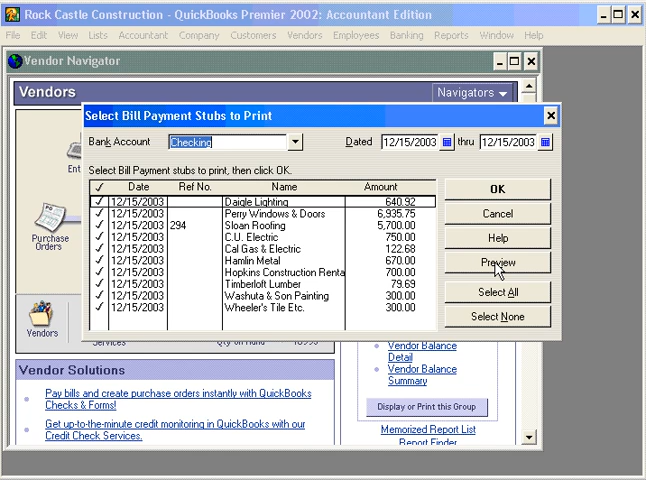 Rock Castle Construction - QuickBooks Premier 2002: Accountant Edition
File Edit View Lists Accountant Company Customers Vendors Employees Banking Reports Window Help
Vendor Navigator
Vendors
Navigators
Select Bill Payment Stubs to Print
Bank Account Checking Dated 12/15/2003 thru 12/15/2003
Select Bill Payment stubs to print, then click OK.
✓ Date Ref No. Name Amount
✓ 12/15/2003 Daigle Lighting 640.92
✓ 12/15/2003 Perry Windows & Doors 6,935.75
✓ 12/15/2003 294 Sloan Roofing 5,700.00
✓ 12/15/2003 C.U. Electric 750.00
✓ 12/15/2003 Cal Gas & Electric 122.68
✓ 12/15/2003 Hamlin Metal 670.00
✓ 12/15/2003 Hopkins Construction Renta 700.00
✓ 12/15/2003 Timberloft Lumber 79.69
✓ 12/15/2003 Washuta & Son Painting 300.00
✓ 12/15/2003 Wheeler's Tile Etc. 300.00
OK
Cancel
Help
Preview
Select All
Select None
Ent
Purchase
Orders
Vendors
Services
Qty on Hand
Vendor Solutions
Pay bills and create purchase orders instantly with QuickBooks
Checks & Forms!
Get up-to-the-minute credit monitoring in QuickBooks with our
Credit Check Services.
Vendor Balance
Detail
Vendor Balance
Summary
Display or Print this Group
Memorized Report List
Report Finder